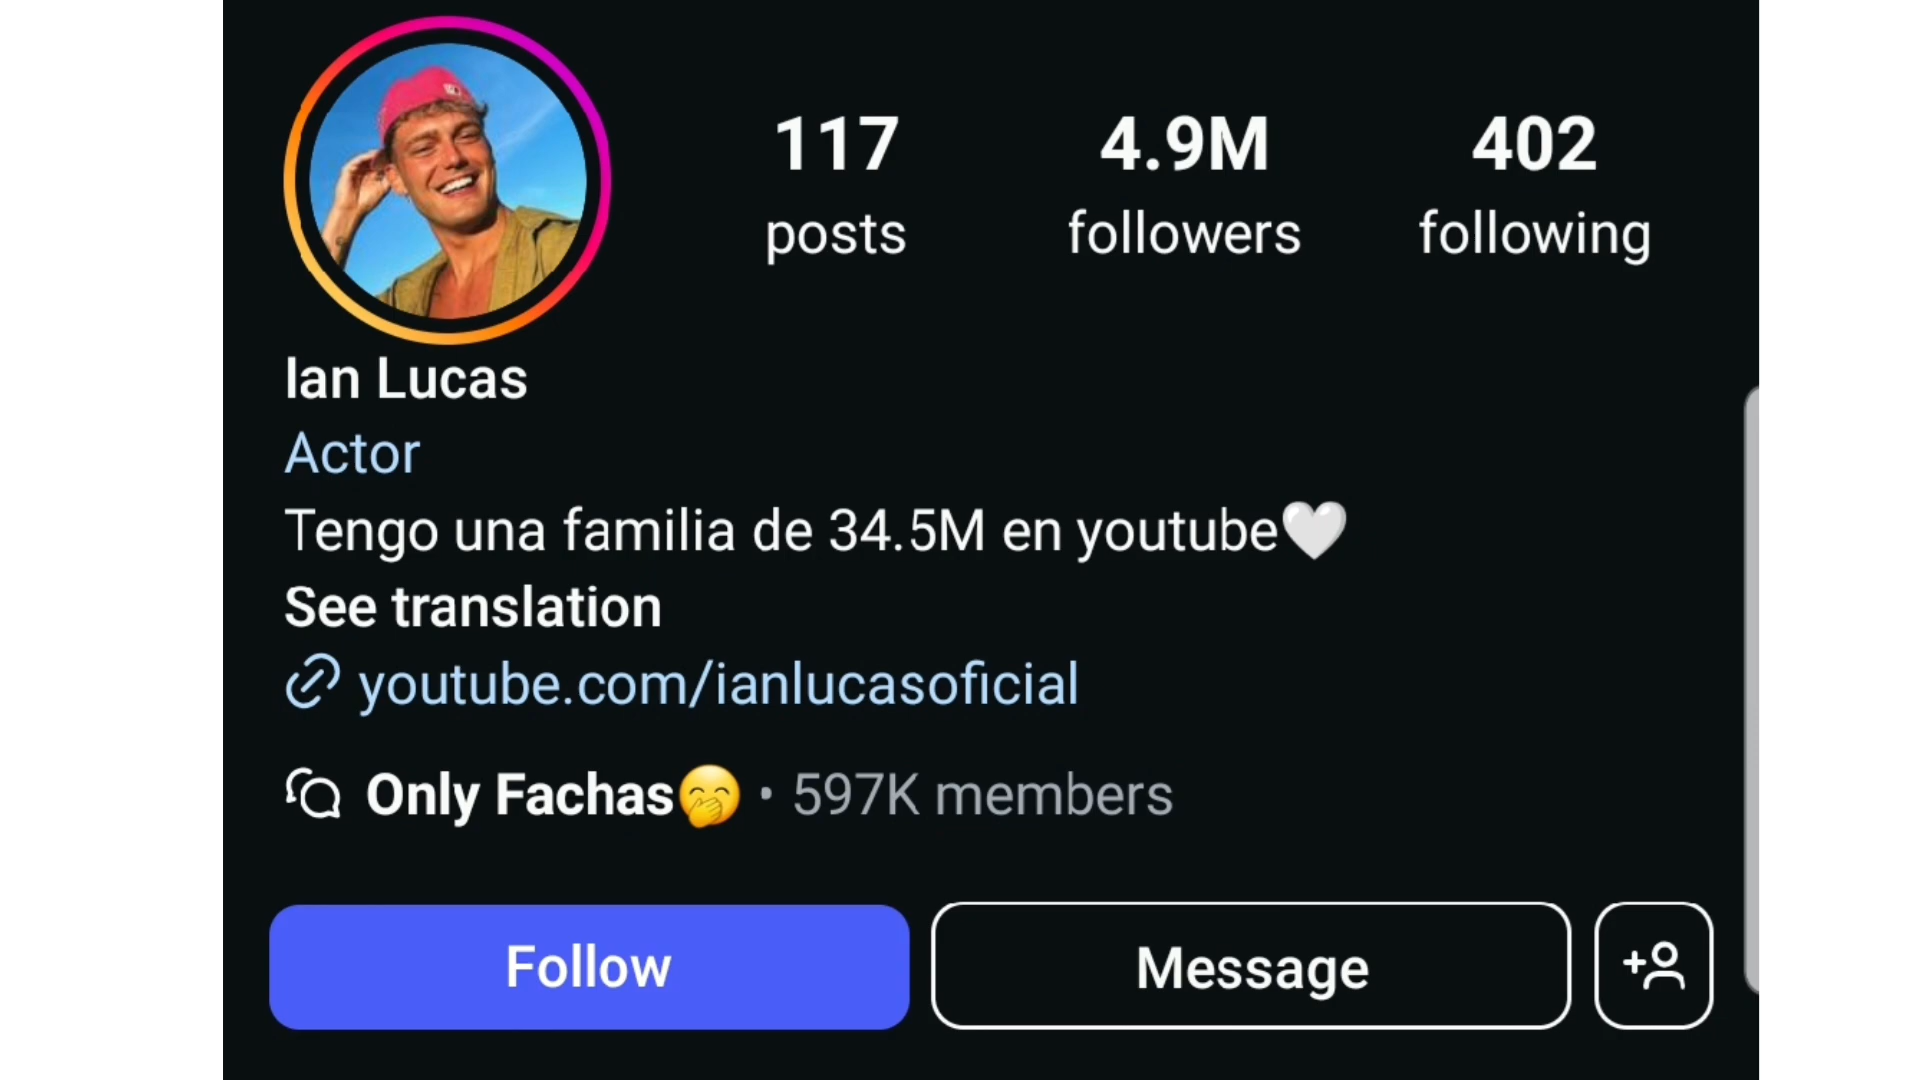 117 4.9M 402
posts followers following
Ian Lucas
Actor
Tengo una familia de 34.5M en youtube🤍
See translation
youtube.com/ianlucasoficial
Only Fachas🤭 • 597K members
Follow Message